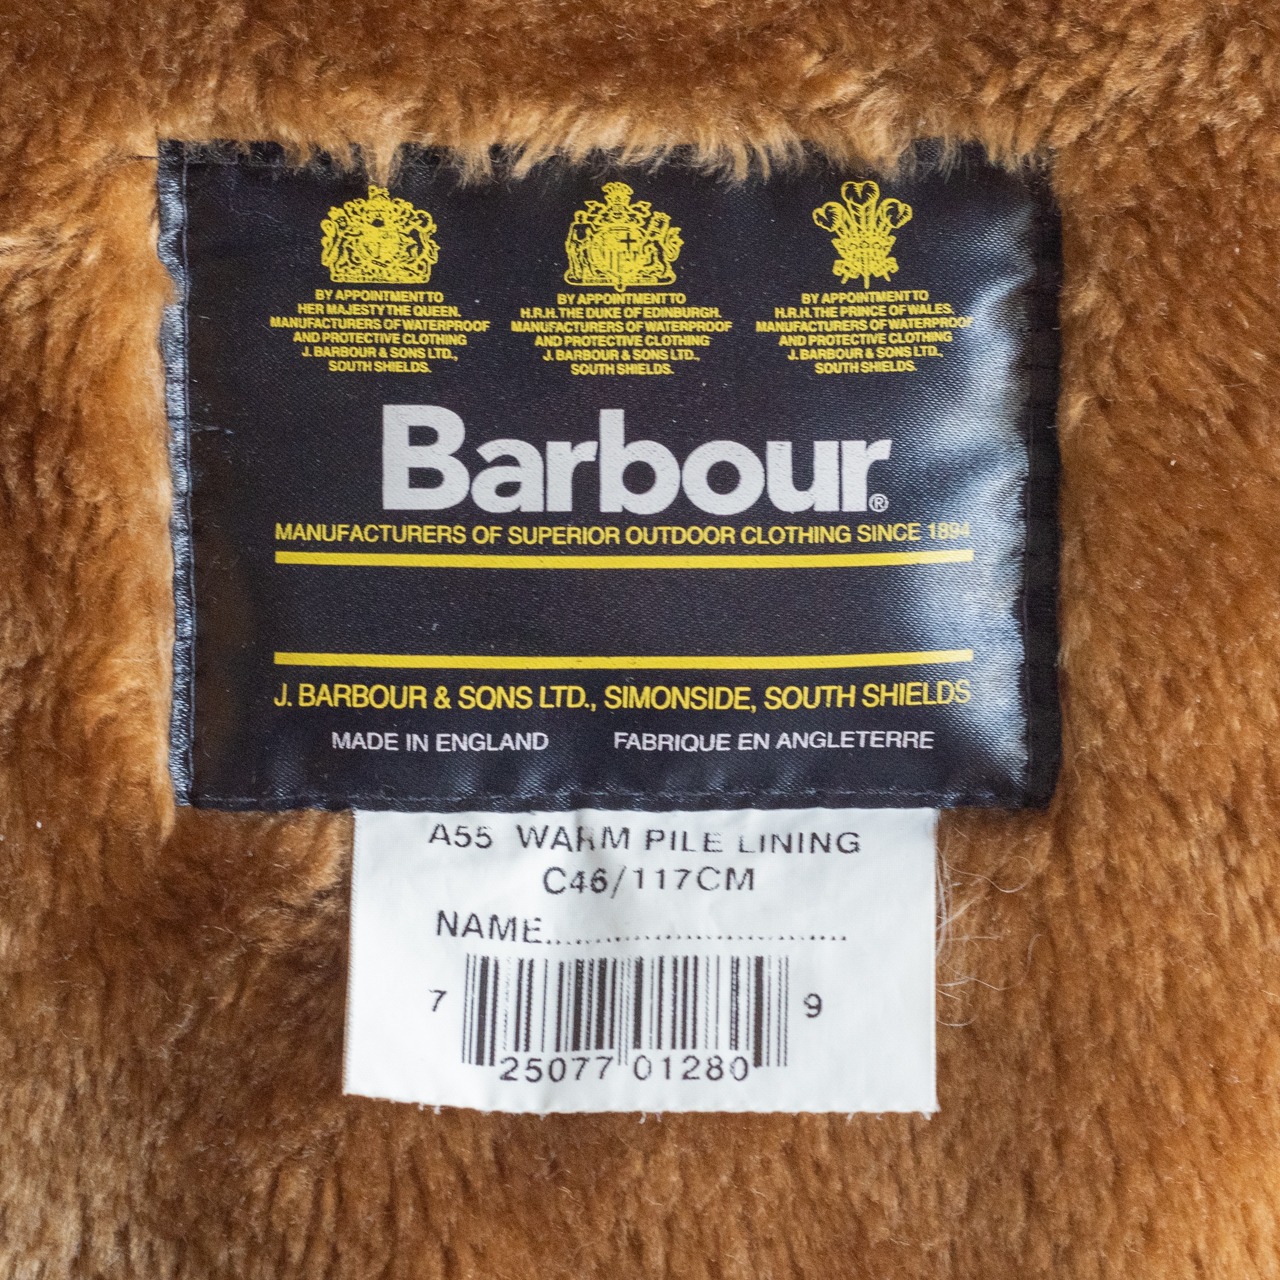 BY APPOINTMENT TO
HER MAJESTY THE QUEEN.
MANUFACTURERS OF WATERPROOF
AND PROTECTIVE CLOTHING
J. BARBOUR & SONS LTD.,
SOUTH SHIELDS.
BY APPOINTMENT TO
H.R.H. THE DUKE OF EDINBURGH.
MANUFACTURERS OF WATERPROOF
AND PROTECTIVE CLOTHING
J. BARBOUR & SONS LTD.,
SOUTH SHIELDS.
BY APPOINTMENT TO
H.R.H. THE PRINCE OF WALES.
MANUFACTURERS OF WATERPROOF
AND PROTECTIVE CLOTHING
J. BARBOUR & SONS LTD.,
SOUTH SHIELDS.
Barbour®
MANUFACTURERS OF SUPERIOR OUTDOOR CLOTHING SINCE 1894
J. BARBOUR & SONS LTD., SIMONSIDE, SOUTH SHIELDS
MADE IN ENGLAND FABRIQUE EN ANGLETERRE
A55 WARM PILE LINING
C46/117CM
NAME..............................
7 25077 01280 9